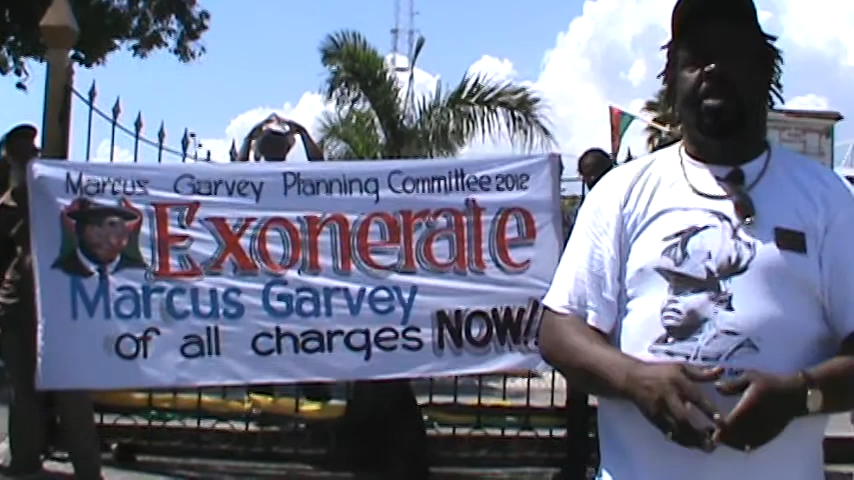 Marcus Garvey Planning Committee 2012
Exonerate
Marcus Garvey
of all charges NOW!!